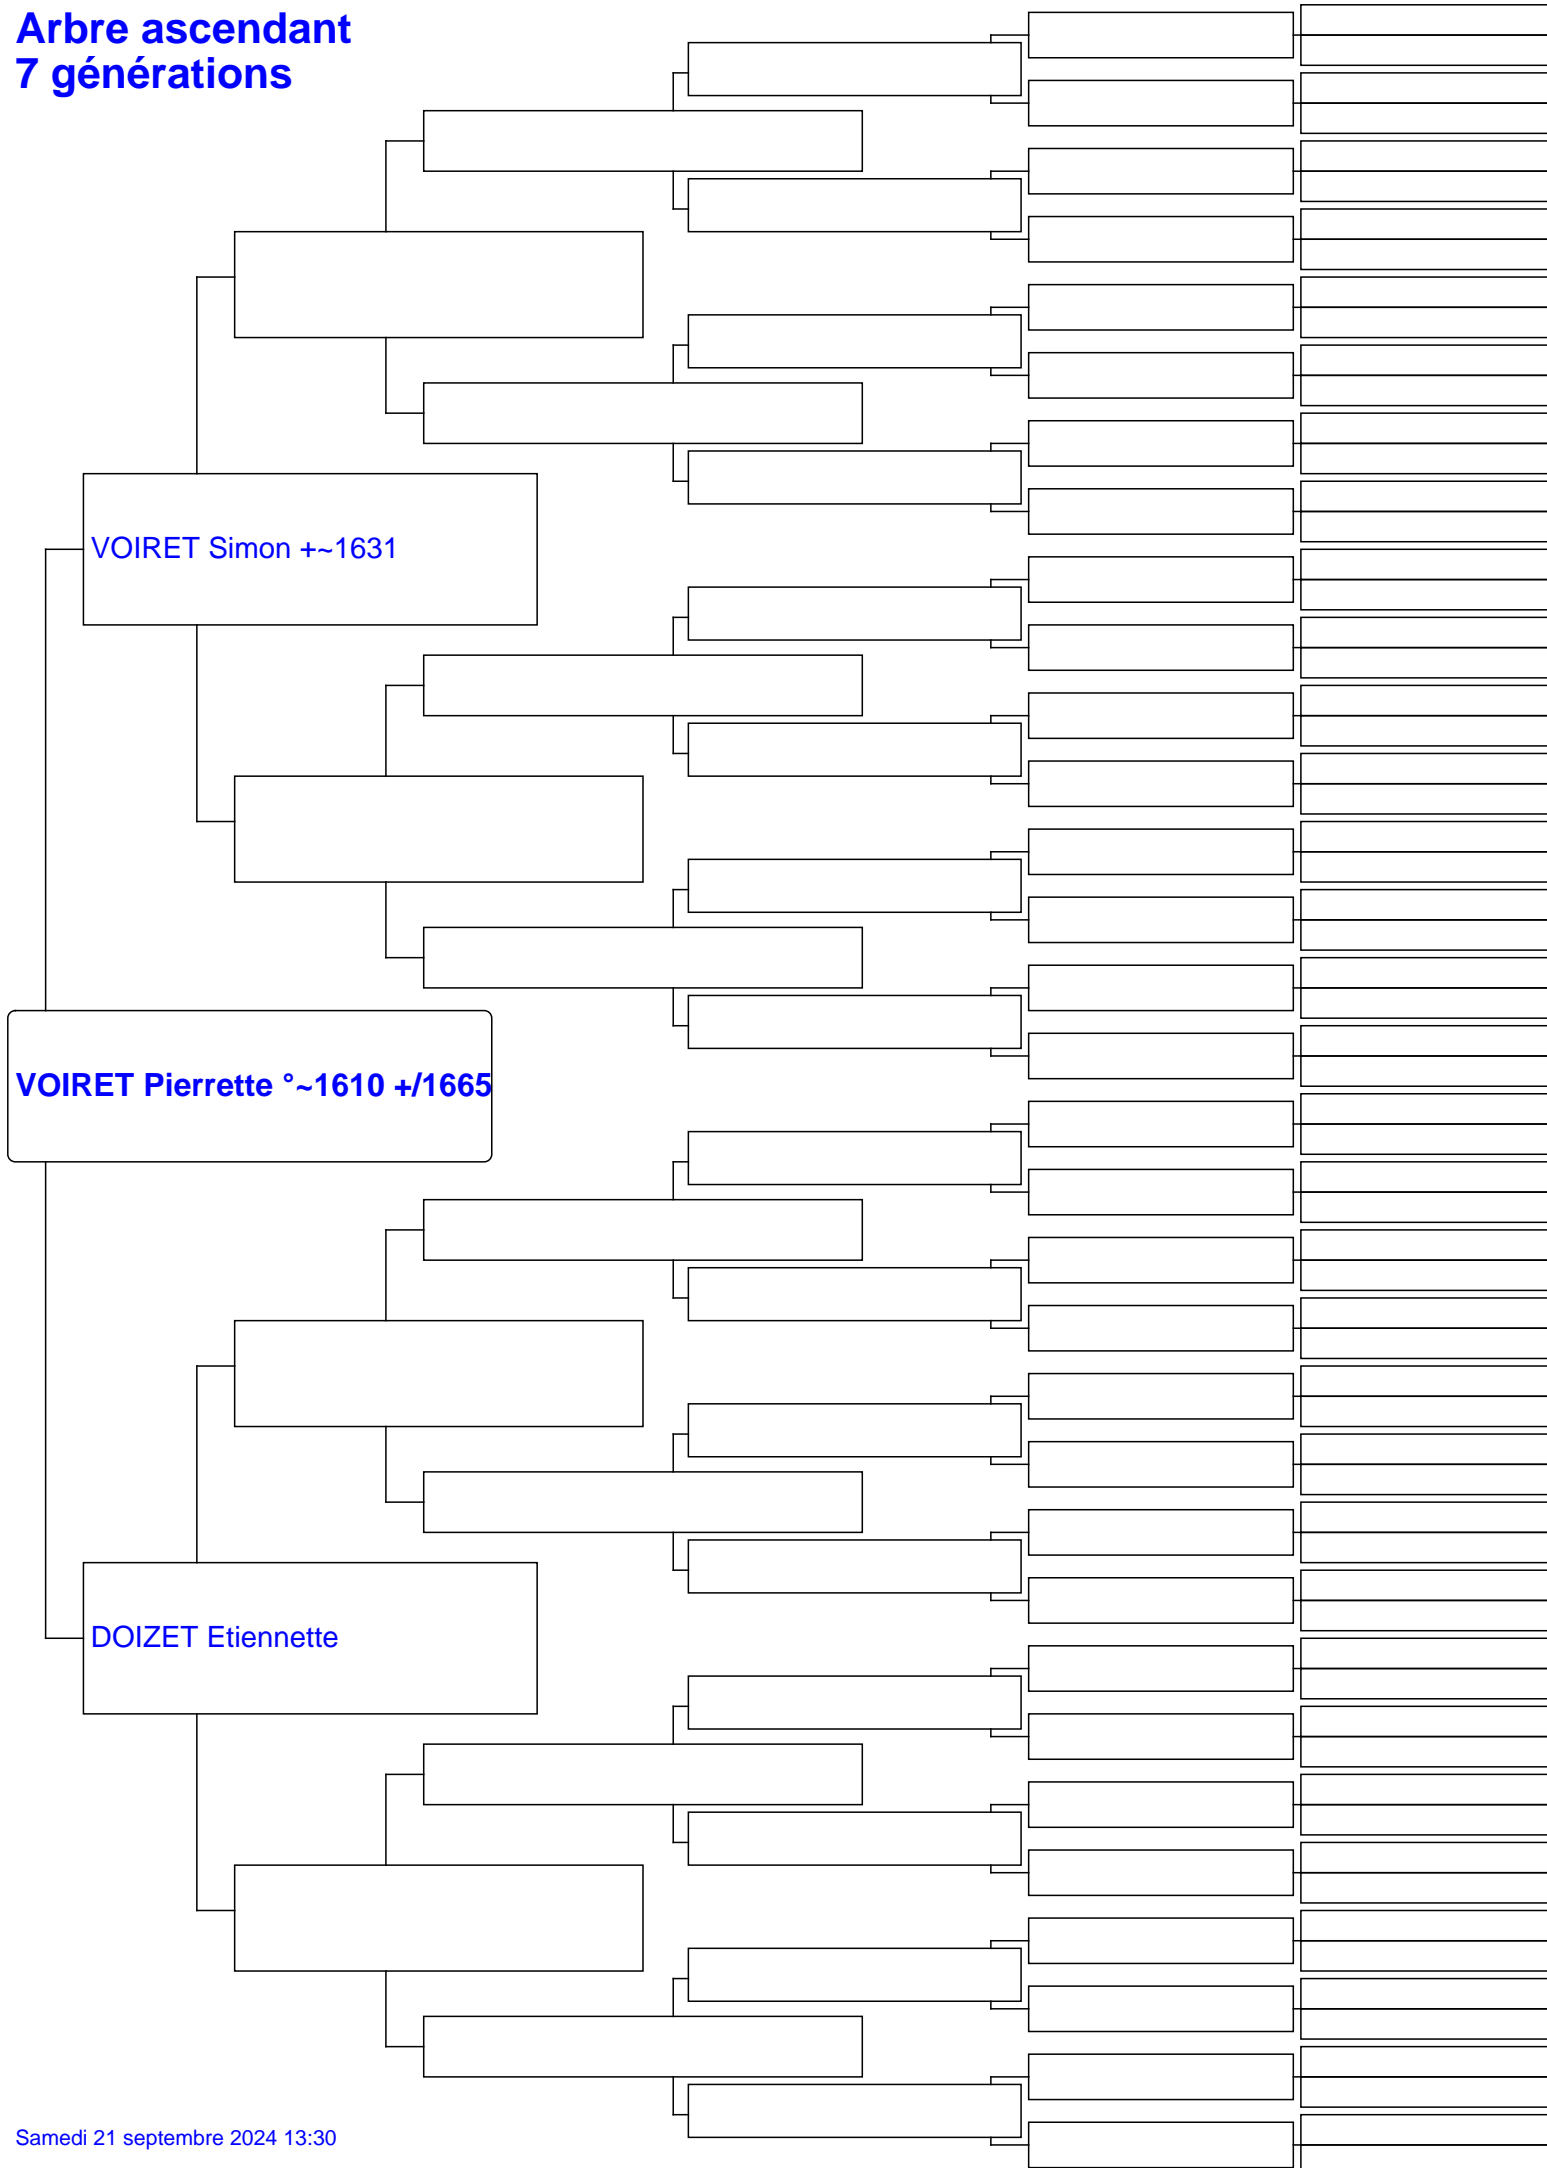 Arbre ascendant
7 générations
VOIRET Simon +~1631
VOIRET Pierrette °~1610 +/1665
DOIZET Etiennette
Samedi 21 septembre 2024 13:30